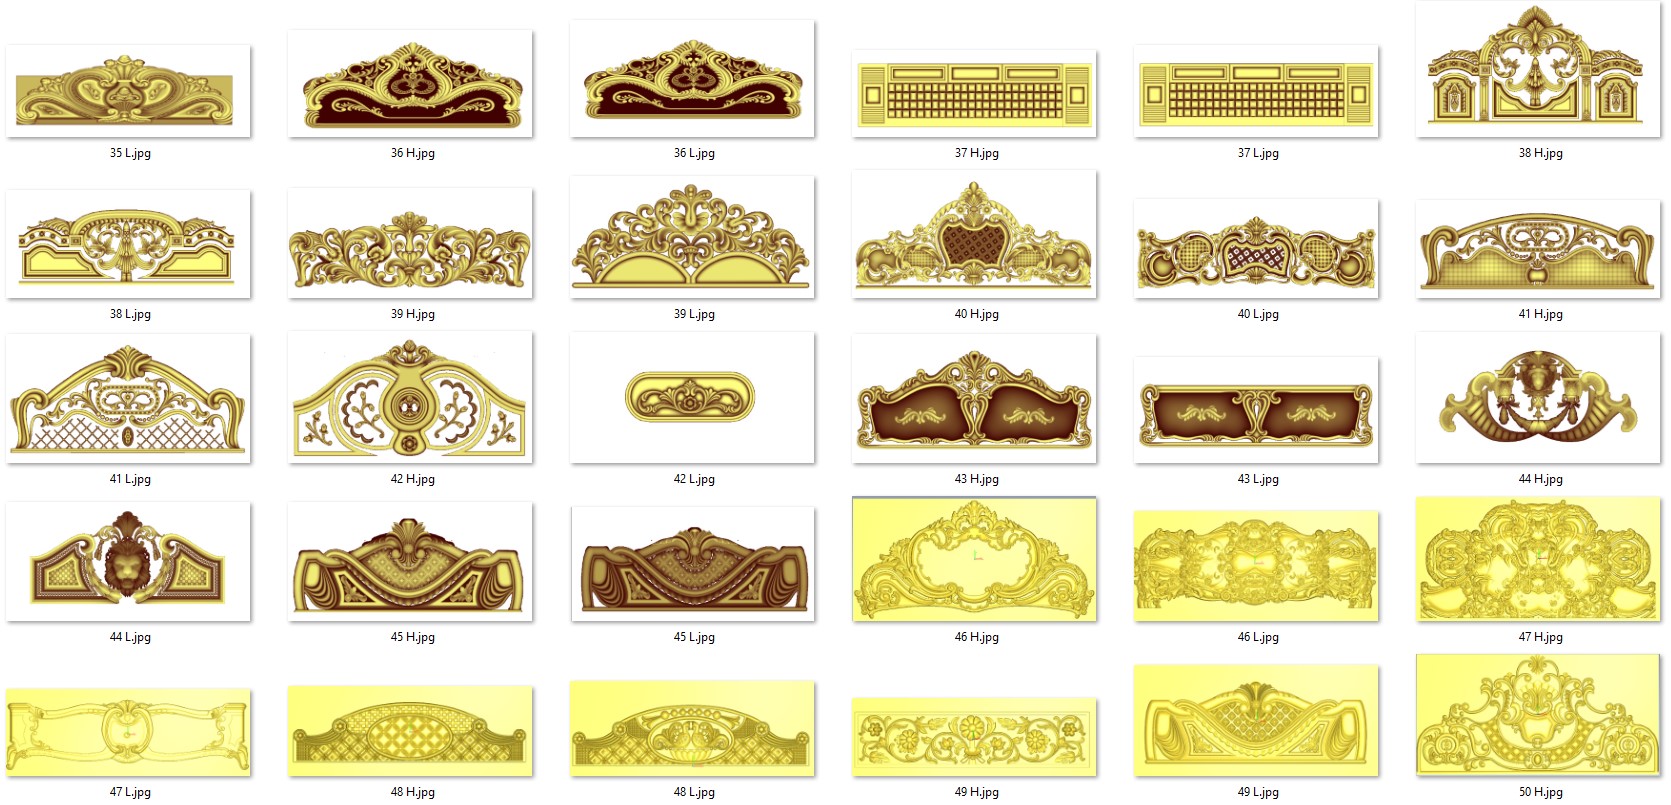 35 L.jpg
36 H.jpg
36 L.jpg
37 H.jpg
37 L.jpg
38 H.jpg
38 L.jpg
39 H.jpg
39 L.jpg
40 H.jpg
40 L.jpg
41 H.jpg
41 L.jpg
42 H.jpg
42 L.jpg
43 H.jpg
43 L.jpg
44 H.jpg
44 L.jpg
45 H.jpg
45 L.jpg
46 H.jpg
46 L.jpg
47 H.jpg
47 L.jpg
48 H.jpg
48 L.jpg
49 H.jpg
49 L.jpg
50 H.jpg